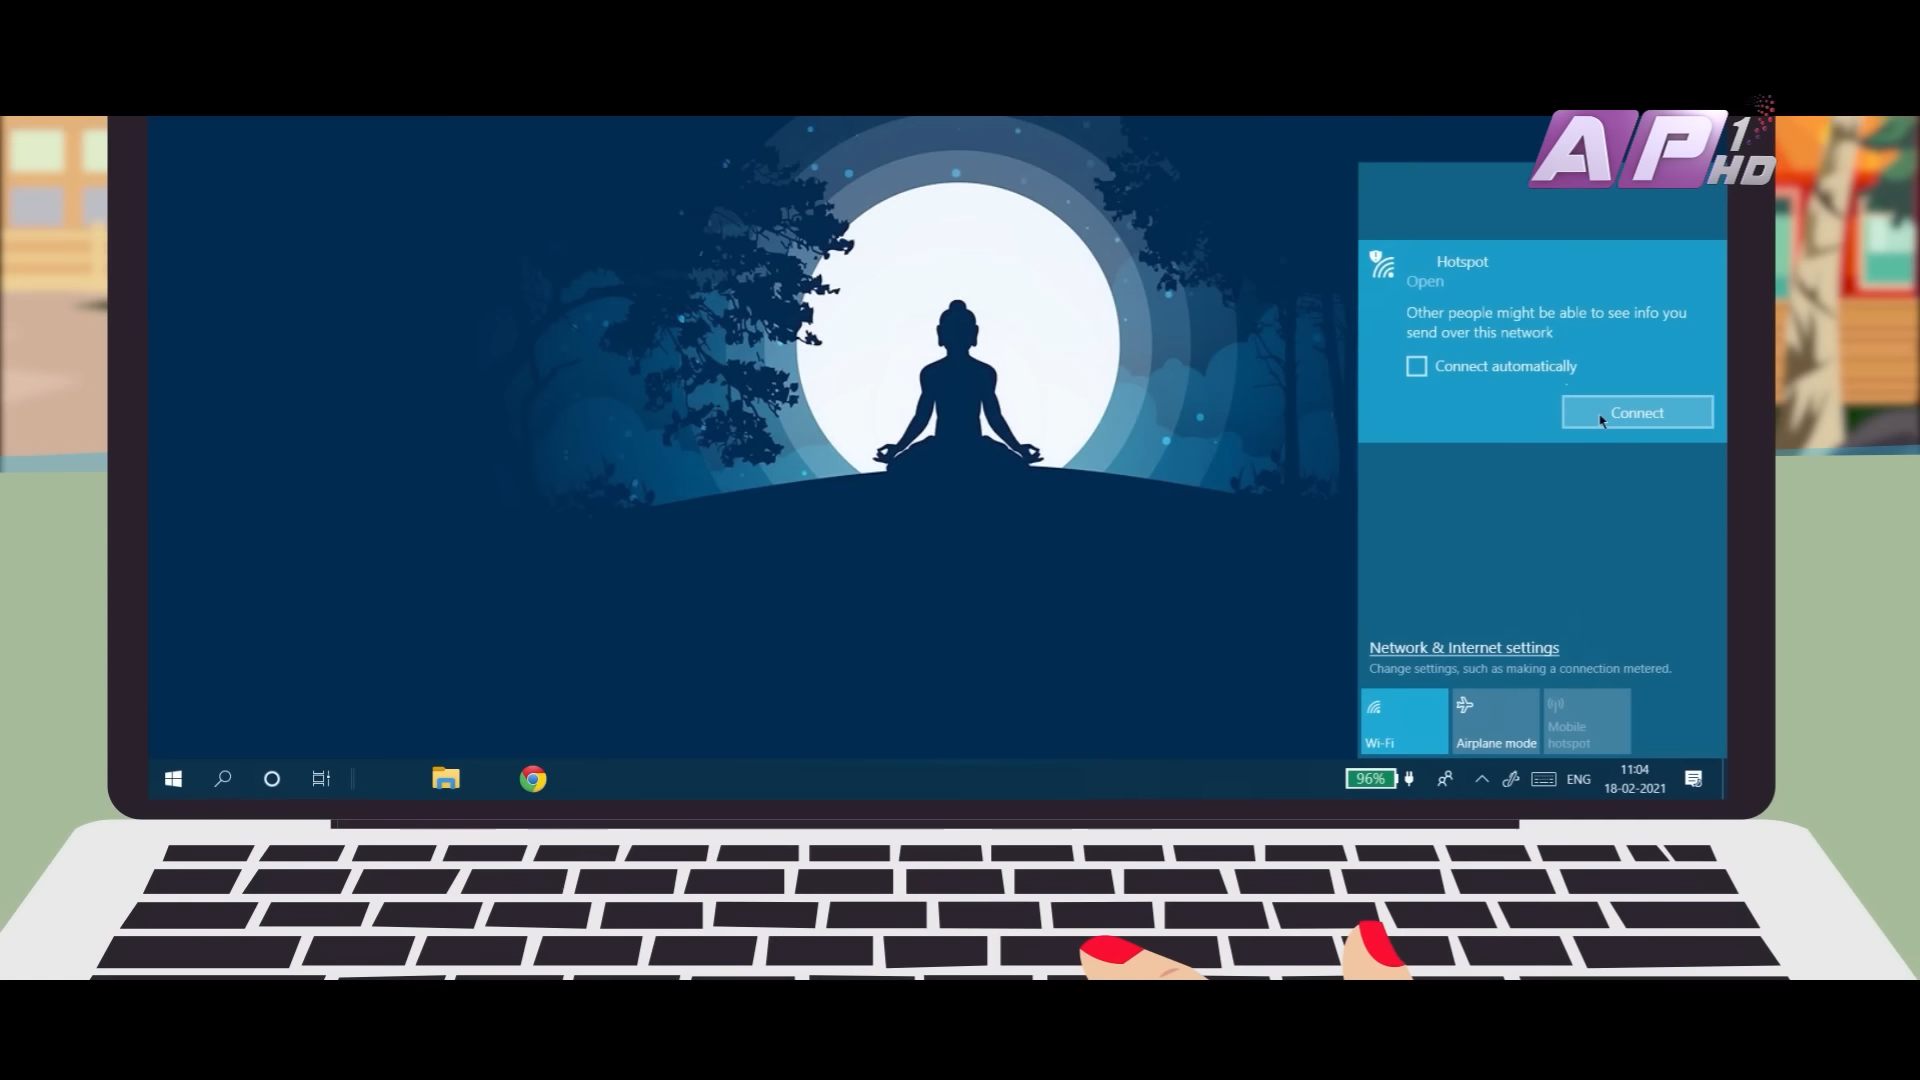 AP1
HD
Hotspot
Open
Other people might be able to see info you
send over this network
Connect automatically
Connect
Network & Internet settings
Change settings, such as making a connection metered.
Wi-Fi
Airplane mode
Mobile
hotspot
96%
ENG
11:04
18-02-2021